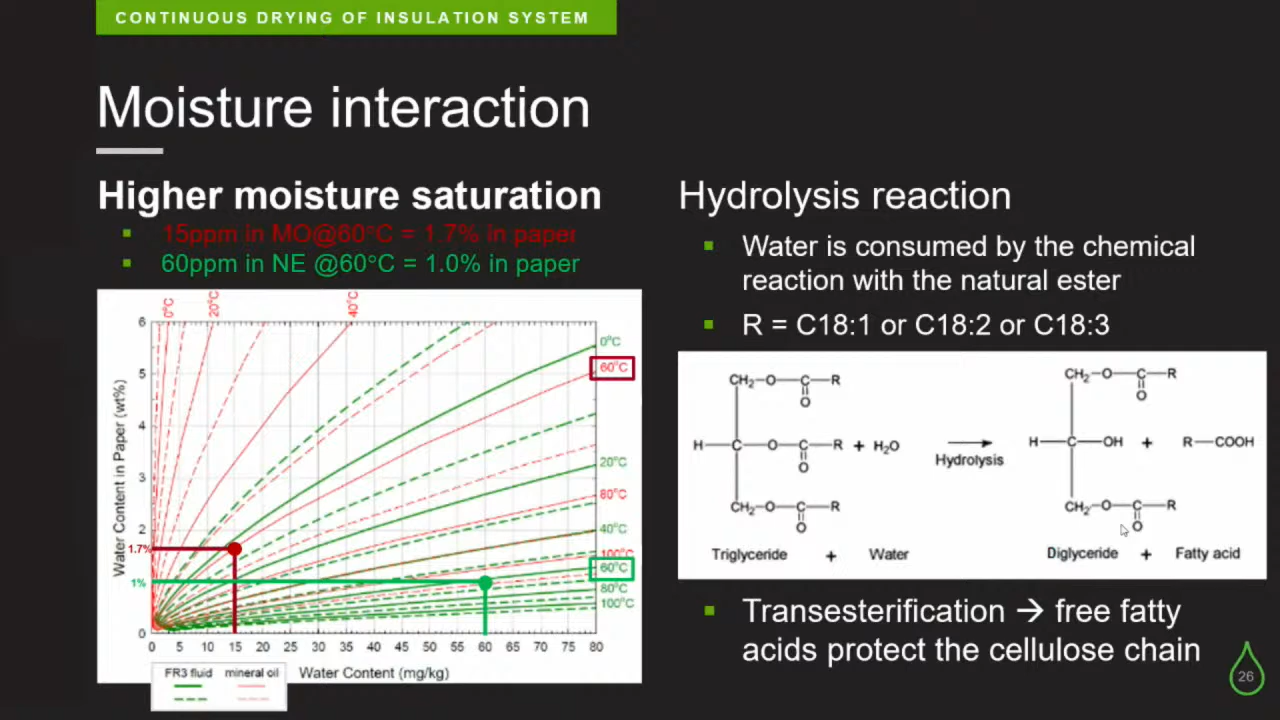 CONTINUOUS DRYING OF INSULATION SYSTEM
Moisture interaction
Higher moisture saturation
15ppm in MO@60°C = 1.7% in paper
60ppm in NE @60°C = 1.0% in paper
0°C 20°C 40°C
6
5
4
3
2
1.7%
1%
0
Water Content in Paper (wt%)
0°C
60°C
20°C
80°C
40°C
100°C
60°C
80°C
100°C
0 5 10 15 20 25 30 35 40 45 50 55 60 65 70 75 80
Water Content (mg/kg)
FR3 fluid mineral oil
Hydrolysis reaction
Water is consumed by the chemical
reaction with the natural ester
R = C18:1 or C18:2 or C18:3
CH2-O-C-R
O
H-C-O-C-R + H2O
O
CH2-O-C-R
O
Hydrolysis
CH2-O-C-R
O
H-C-OH + R-COOH
CH2-O-C-R
O
Triglyceride + Water
Diglyceride + Fatty acid
Transesterification → free fatty
acids protect the cellulose chain
26